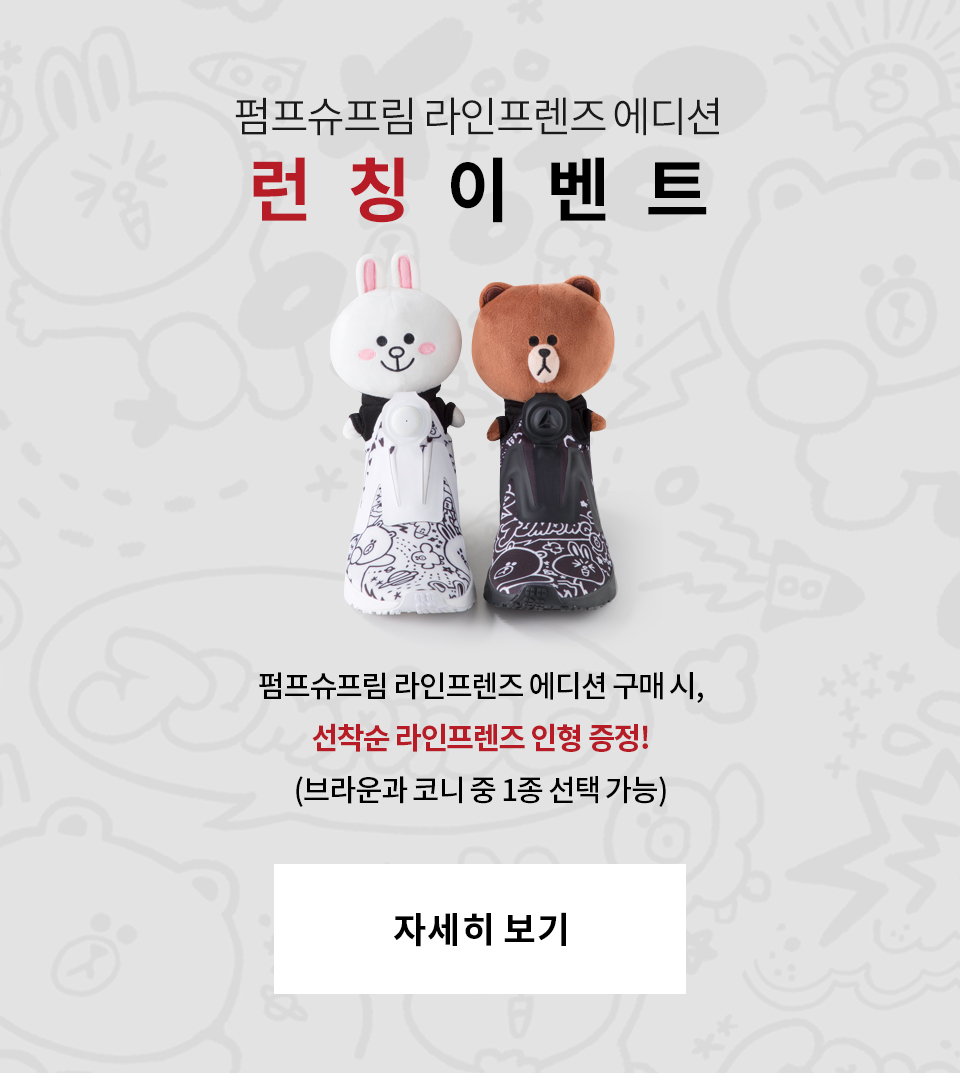 펌프슈프림 라인프렌즈 에디션
런칭이벤트
펌프슈프림 라인프렌즈 에디션 구매 시,
선착순 라인프렌즈 인형 증정!
(브라운과 코니 중 1종 선택 가능)
자세히 보기